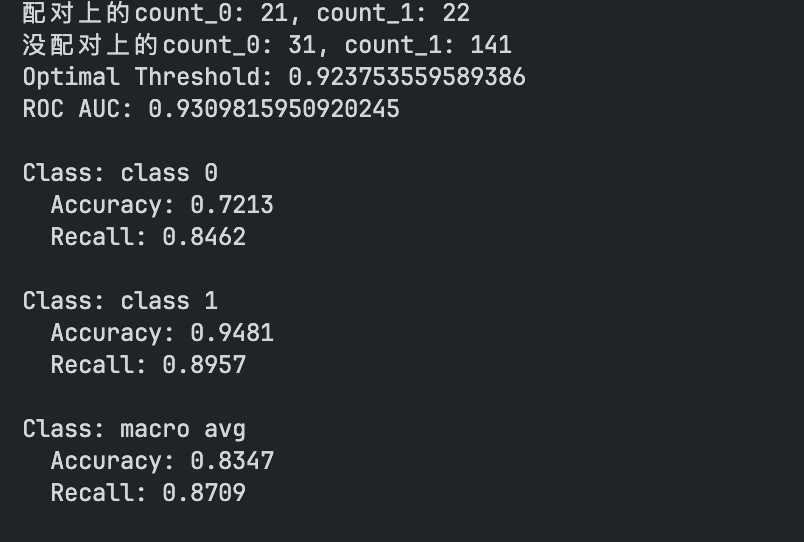 配对上的count_0: 21, count_1: 22
没配对上的count_0: 31, count_1: 141
Optimal Threshold: 0.923753559589386
ROC AUC: 0.9309815950920245
Class: class 0
Accuracy: 0.7213
Recall: 0.8462
Class: class 1
Accuracy: 0.9481
Recall: 0.8957
Class: macro avg
Accuracy: 0.8347
Recall: 0.8709